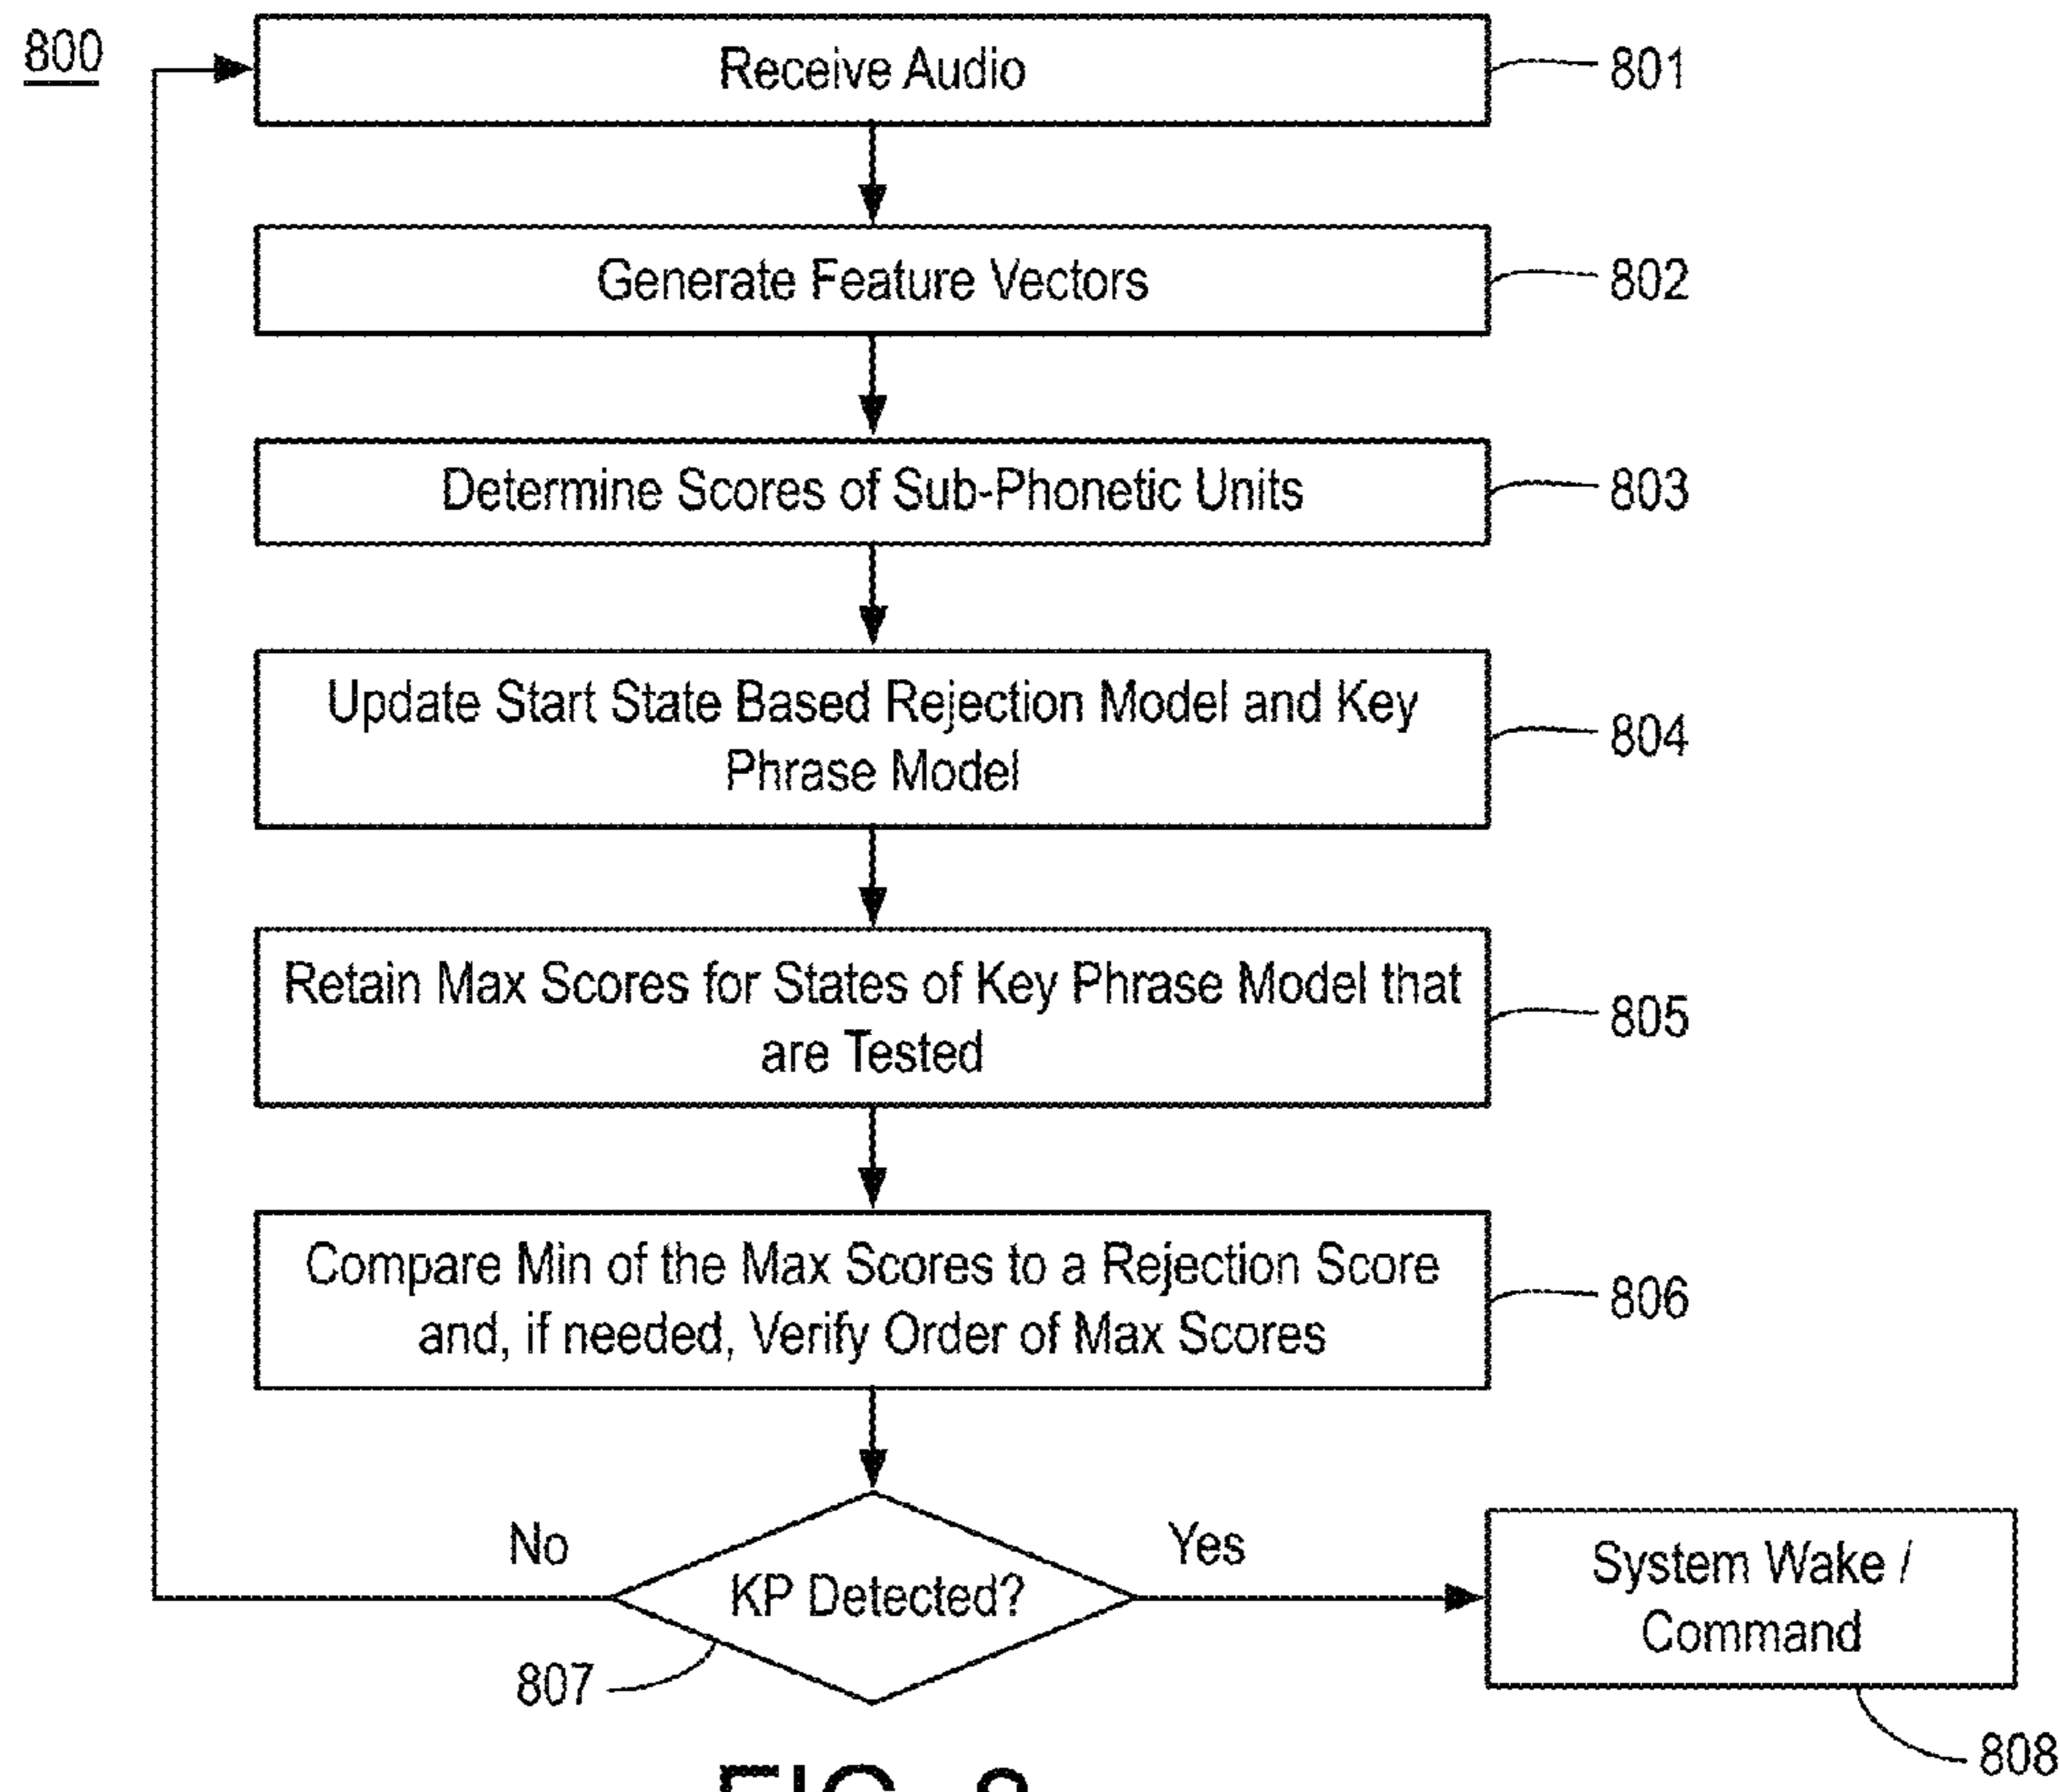 800
Receive Audio
801
Generate Feature Vectors
802
Determine Scores of Sub-Phonetic Units
803
Update Start State Based Rejection Model and Key
Phrase Model
804
Retain Max Scores for States of Key Phrase Model that
are Tested
805
Compare Min of the Max Scores to a Rejection Score
and, if needed, Verify Order of Max Scores
806
No
KP Detected?
Yes
807
System Wake /
Command
808